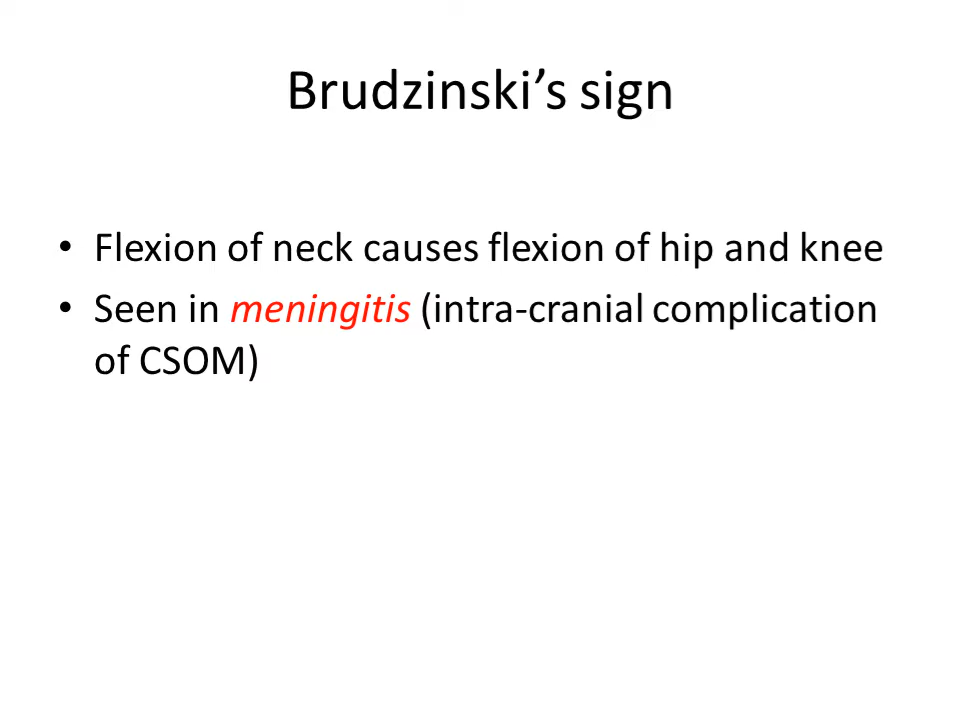 Brudzinski’s sign
• Flexion of neck causes flexion of hip and knee
• Seen in meningitis (intra-cranial complication
of CSOM)